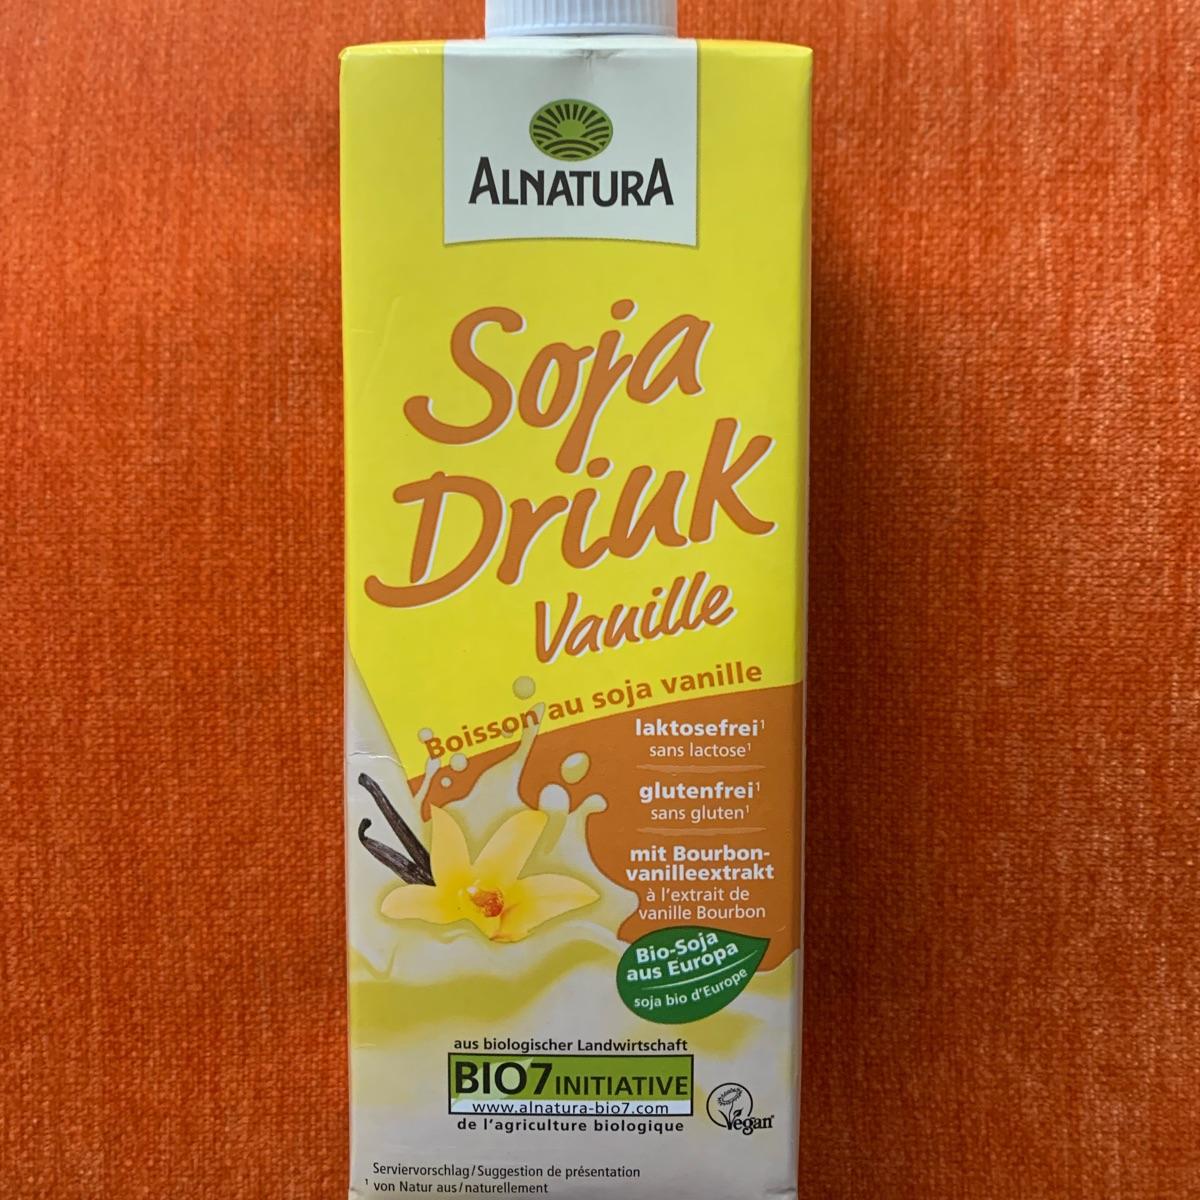 ALNATURA
Soja
Drink
Vanille
Boisson au soja vanille
laktosefrei¹
sans lactose¹
glutenfrei¹
sans gluten¹
mit Bourbon-
vanilleextrakt
à l'extrait de
vanille Bourbon
Bio-Soja
aus Europa
soja bio d'Europe
aus biologischer Landwirtschaft
BIO7 INITIATIVE
www.alnatura-bio7.com
de l'agriculture biologique
Vegan
Serviervorschlag/Suggestion de présentation
¹ von Natur aus/naturellement